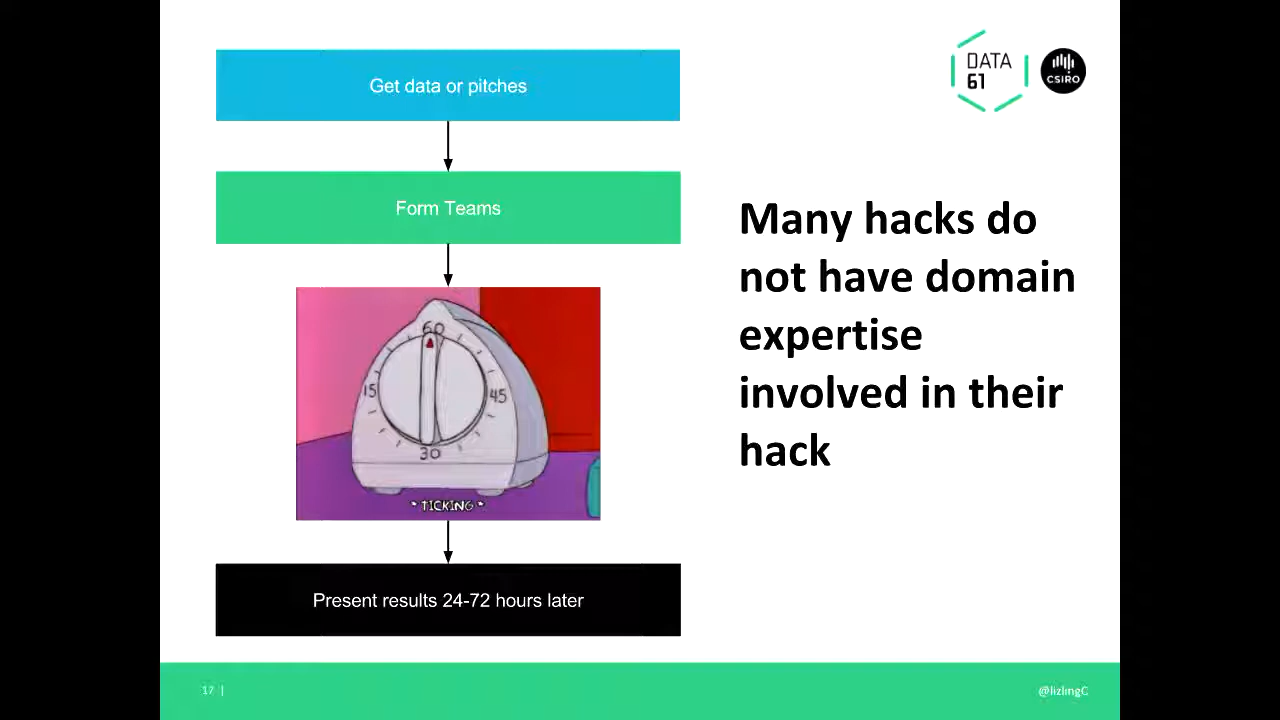 Get data or pitches
DATA
61
CSIRO
Form Teams
Many hacks do
not have domain
expertise
involved in their
hack
60
15
45
30
* TICKING *
Present results 24-72 hours later
17 |
@lizlingC